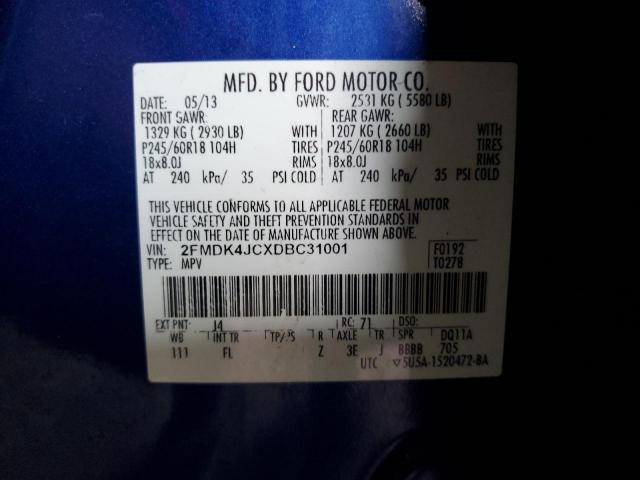 MFD. BY FORD MOTOR CO.
DATE: 05/13 GVWR: 2531 KG ( 5580 LB)
FRONT GAWR: REAR GAWR:
1329 KG ( 2930 LB) WITH 1207 KG ( 2660 LB) WITH
P245/60R18 104H TIRES P245/60R18 104H TIRES
18x8.0J RIMS 18x8.0J RIMS
AT 240 kPa/ 35 PSI COLD AT 240 kPa/ 35 PSI COLD
THIS VEHICLE CONFORMS TO ALL APPLICABLE FEDERAL MOTOR
VEHICLE SAFETY AND THEFT PREVENTION STANDARDS IN
EFFECT ON THE DATE OF MANUFACTURE SHOWN ABOVE.
VIN: 2FMDK4JCXDBC31001 F0192
TYPE: MPV T0278
EXT PNT: J4 RC: 71 DSO:
WB INT TR TP/PS R AXLE TR SPR DQ11A
111 FL Z 3E J BBBB 705
UTC ▽5U5A-1520472-BA